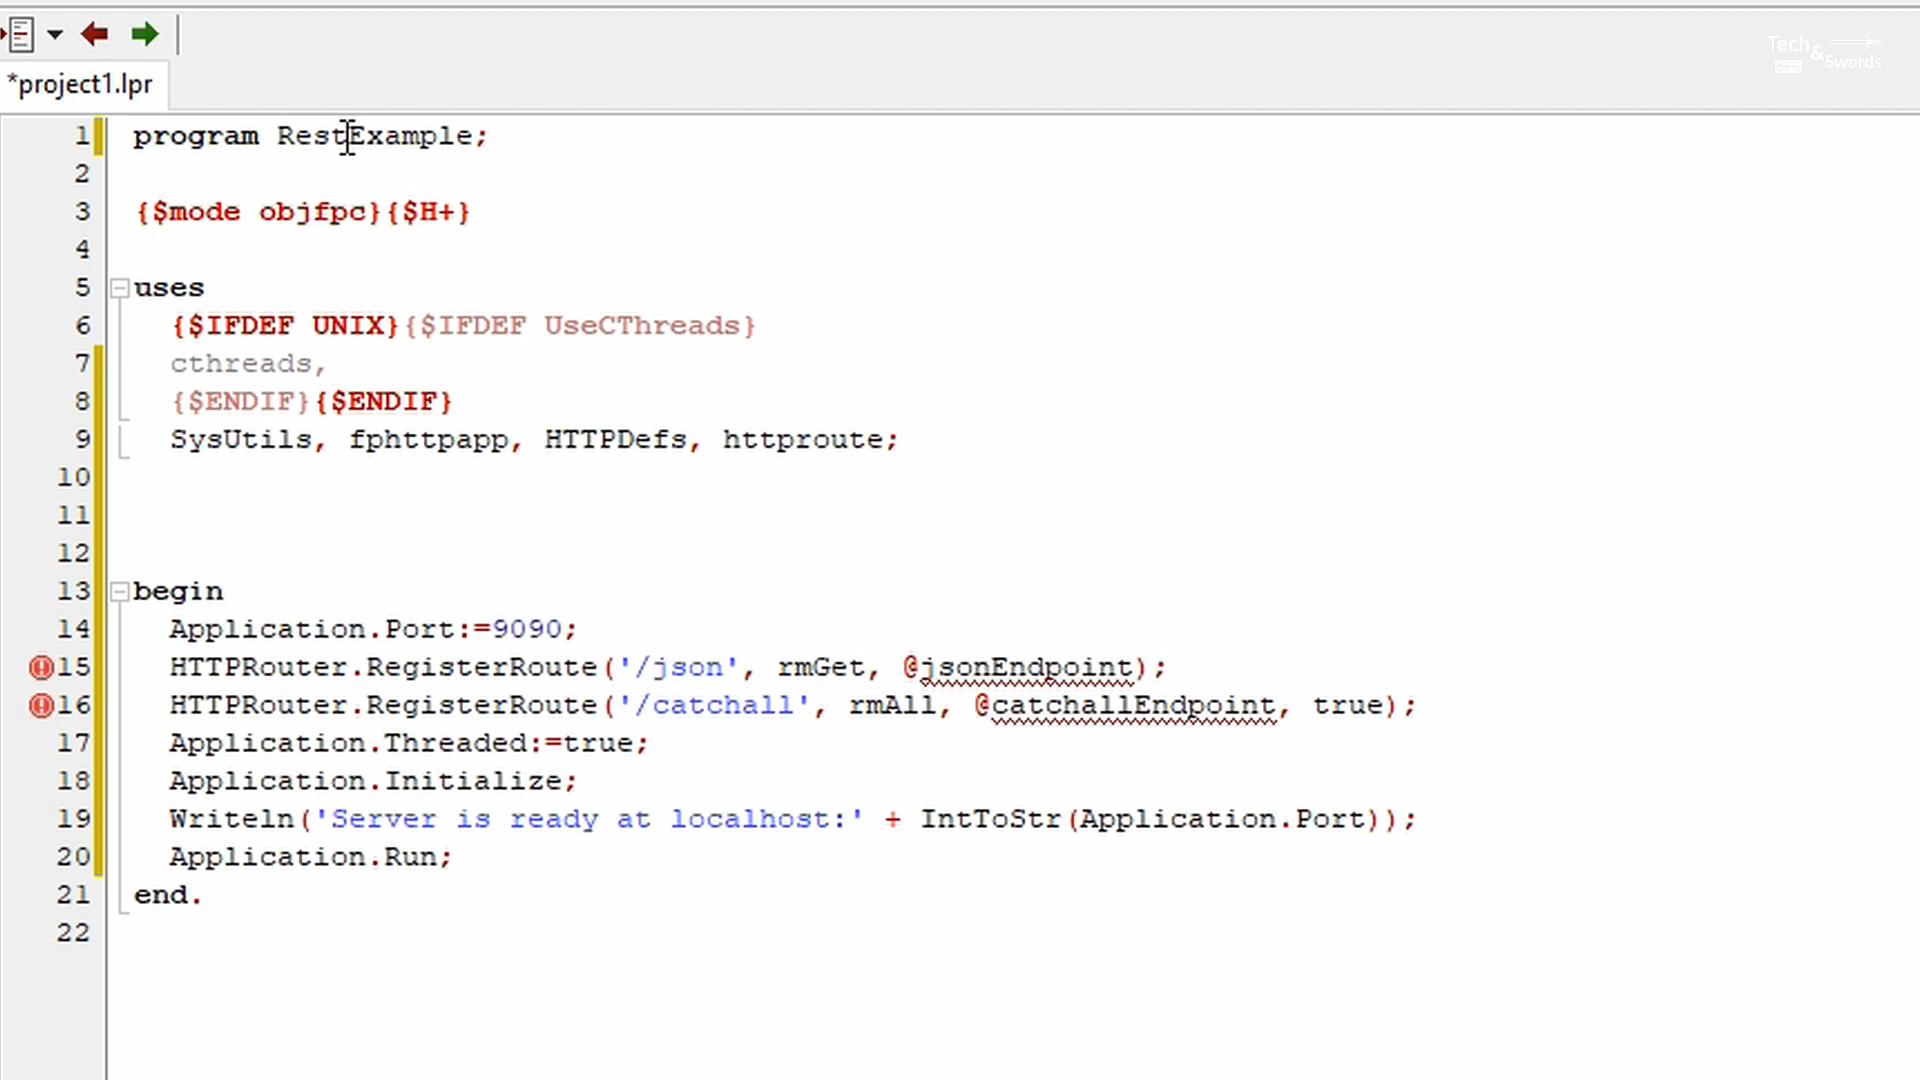 Tech & Swords
*project1.lpr
1 program RestExample;
2
3 {$mode objfpc}{$H+}
4
5 uses
6 {$IFDEF UNIX}{$IFDEF UseCThreads}
7 cthreads,
8 {$ENDIF}{$ENDIF}
9 SysUtils, fphttpapp, HTTPDefs, httproute;
10
11
12
13 begin
14 Application.Port:=9090;
15 HTTPRouter.RegisterRoute('/json', rmGet, @jsonEndpoint);
16 HTTPRouter.RegisterRoute('/catchall', rmAll, @catchallEndpoint, true);
17 Application.Threaded:=true;
18 Application.Initialize;
19 Writeln('Server is ready at localhost:' + IntToStr(Application.Port));
20 Application.Run;
21 end.
22